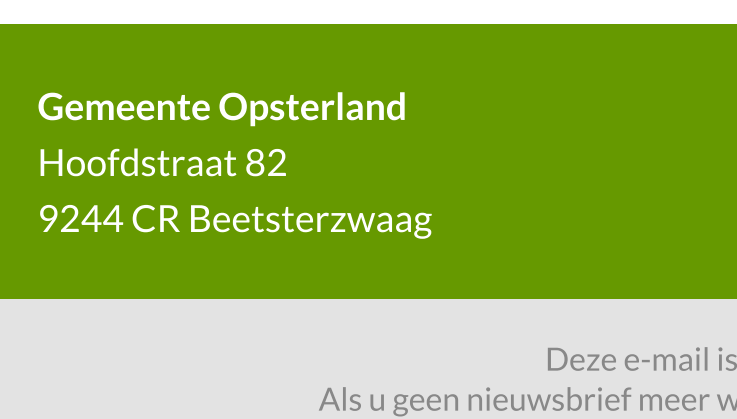 Gemeente Opsterland
Hoofdstraat 82
9244 CR Beetsterzwaag
Deze e-mail is
Als u geen nieuwsbrief meer